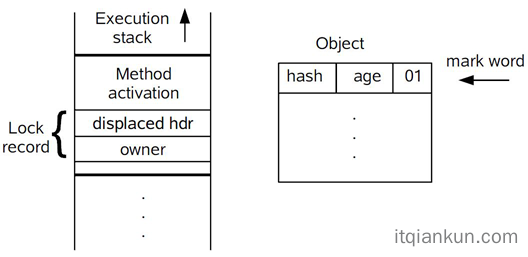 Execution
stack
Method
activation
Lock
record
displaced hdr
owner
Object
mark word
hash age 01
itqiankun.com